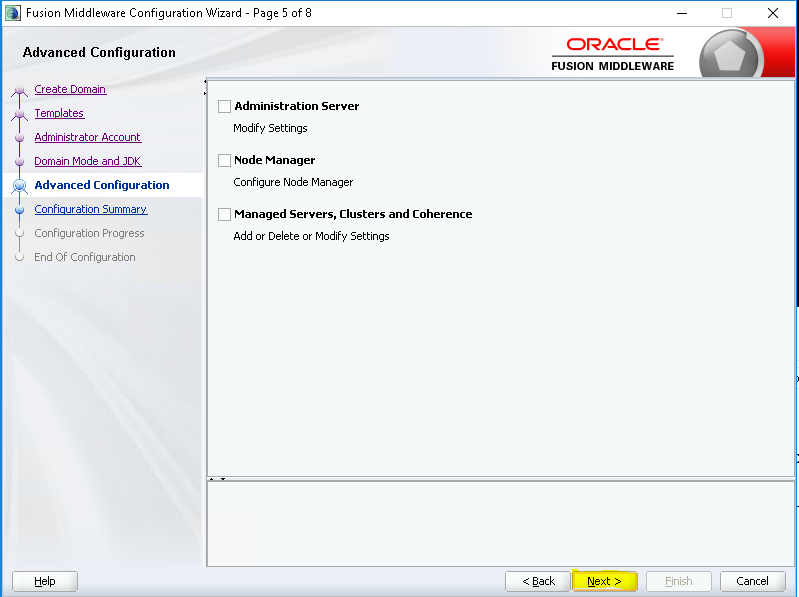 Fusion Middleware Configuration Wizard - Page 5 of 8
Advanced Configuration
ORACLE®
FUSION MIDDLEWARE
Create Domain
Templates
Administrator Account
Domain Mode and JDK
Advanced Configuration
Configuration Summary
Configuration Progress
End Of Configuration
Administration Server
Modify Settings
Node Manager
Configure Node Manager
Managed Servers, Clusters and Coherence
Add or Delete or Modify Settings
Help
< Back
Next >
Finish
Cancel